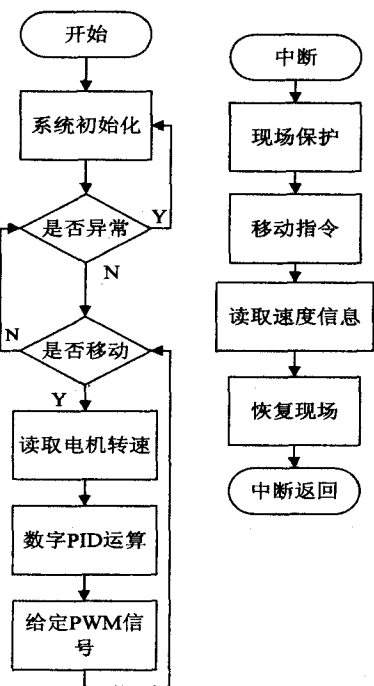 开始
系统初始化
是否异常
Y
N
是否移动
N
Y
读取电机转速
数字PID运算
给定PWM信
号
中断
现场保护
移动指令
读取速度信息
恢复现场
中断返回